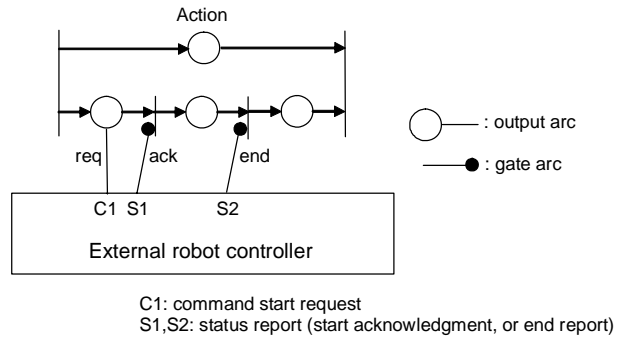 Action
req ack end
: output arc
: gate arc
C1 S1 S2
External robot controller
C1: command start request
S1,S2: status report (start acknowledgment, or end report)